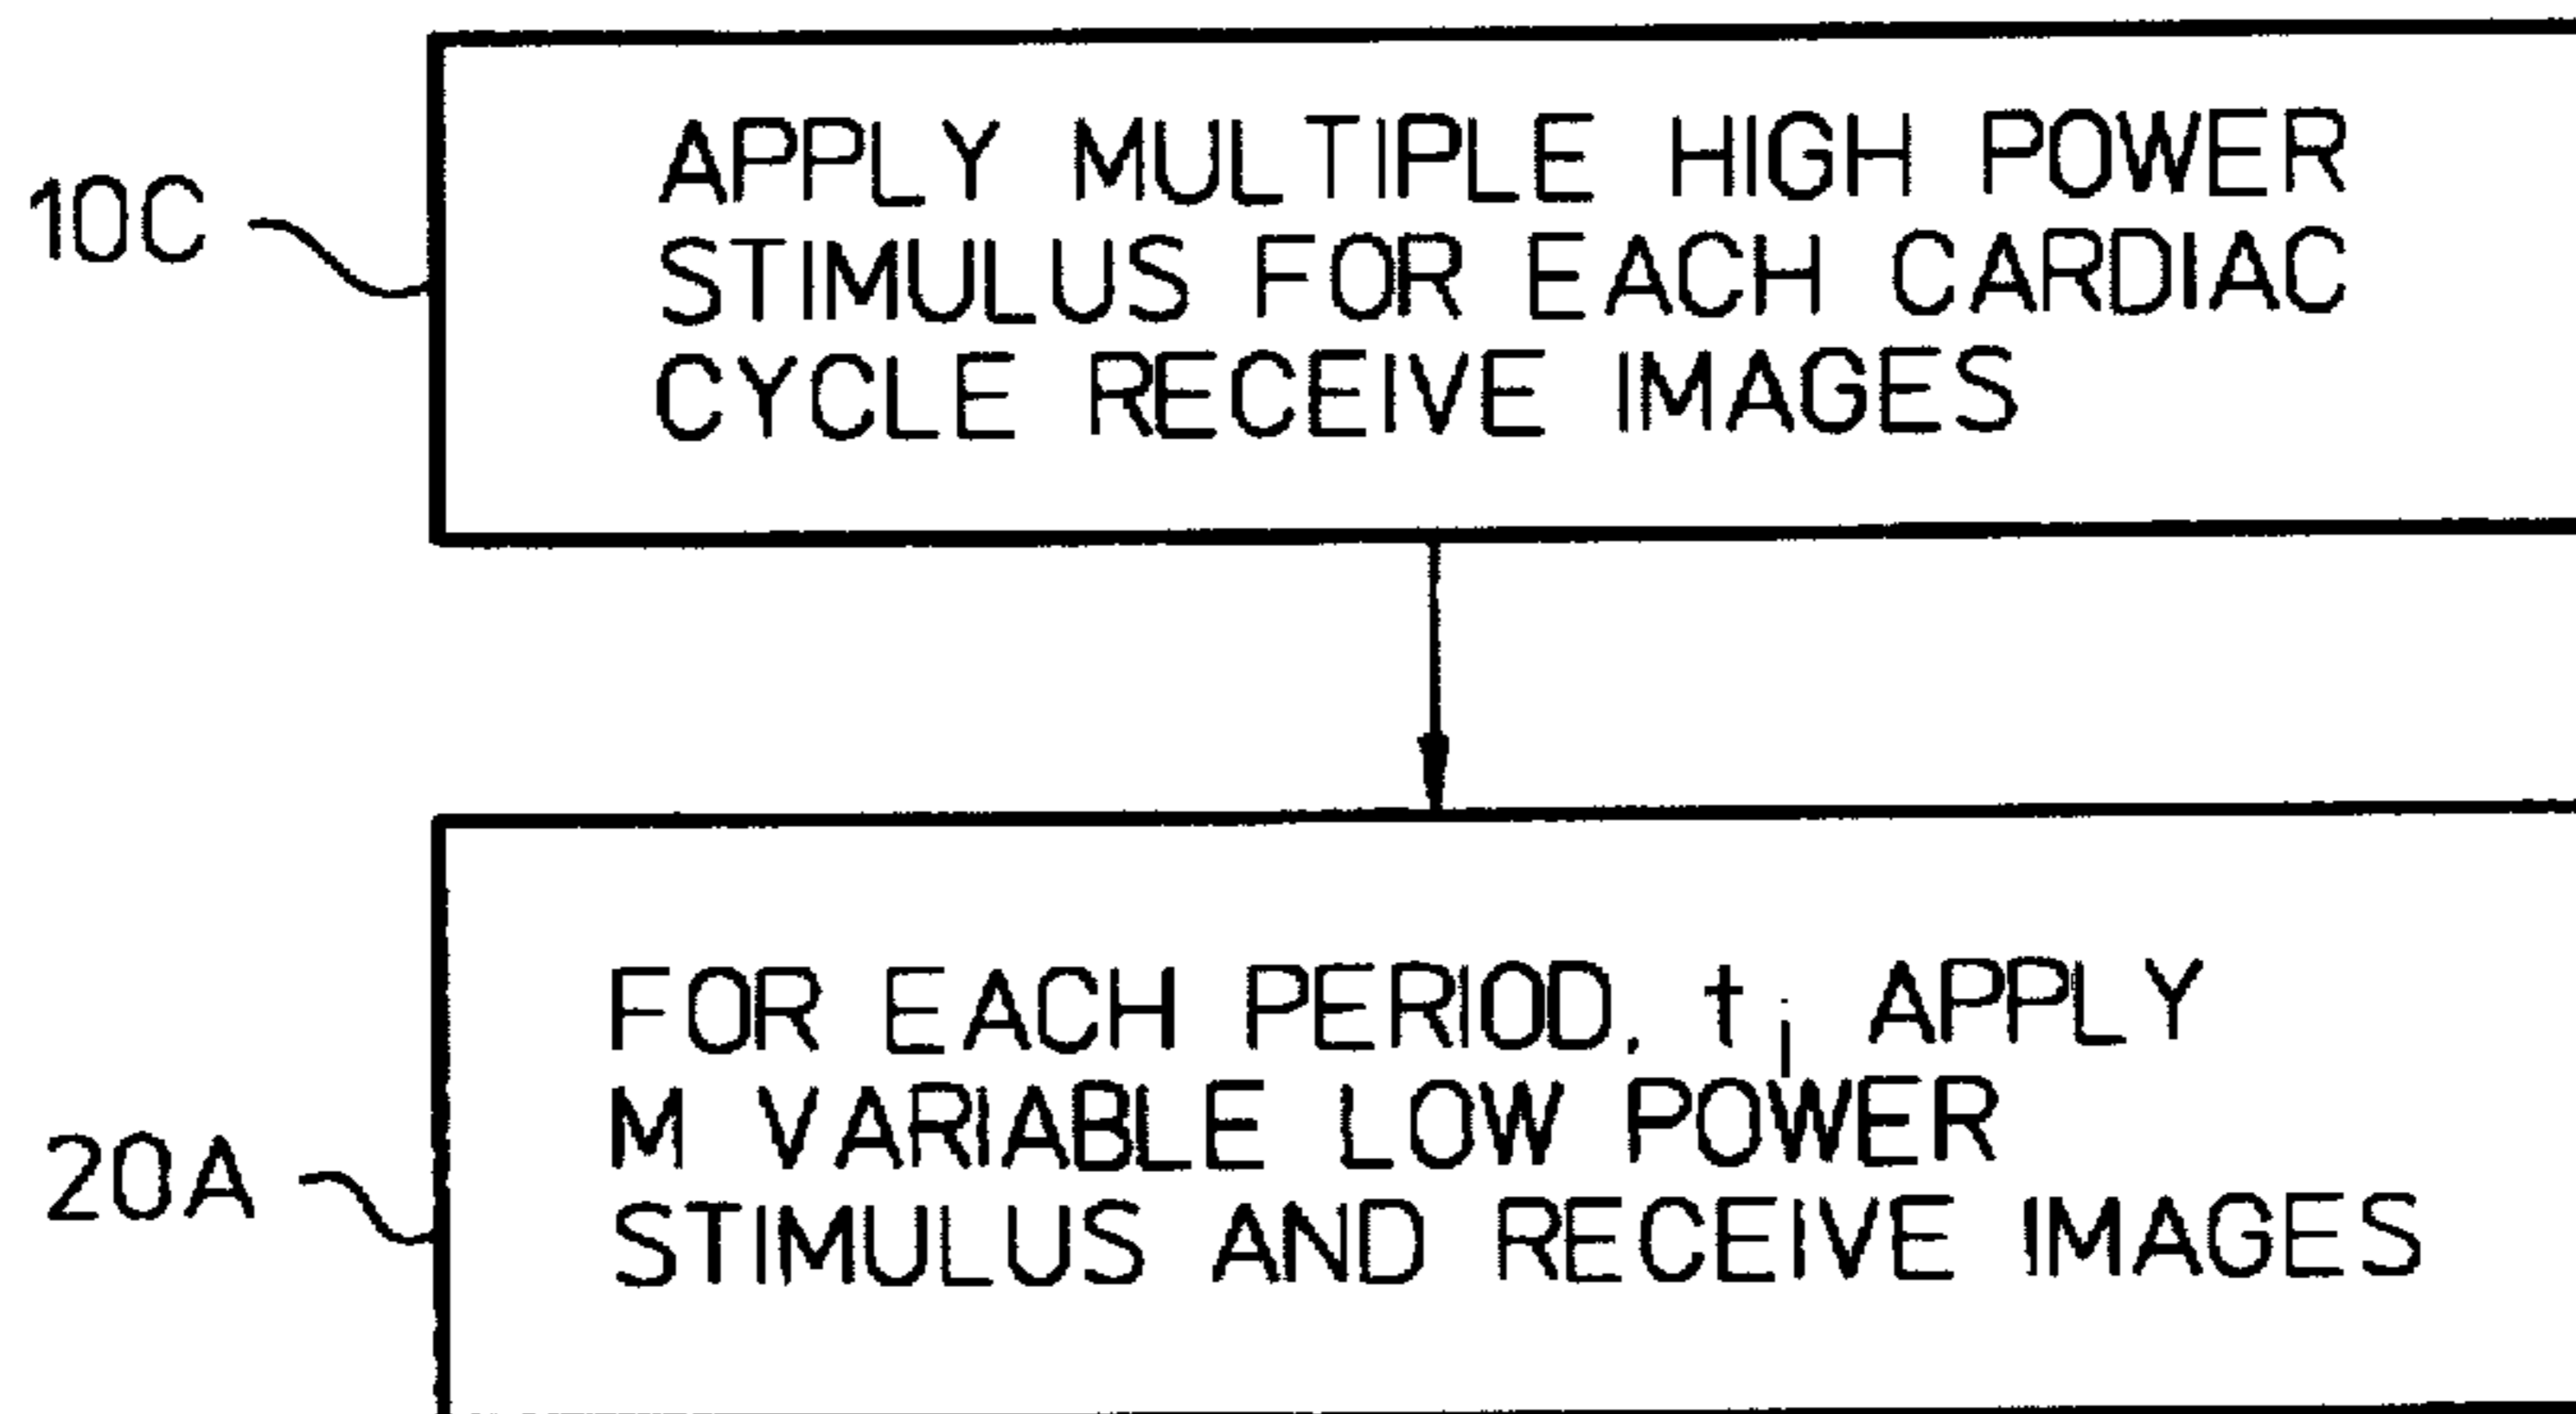 10C
APPLY MULTIPLE HIGH POWER
STIMULUS FOR EACH CARDIAC
CYCLE RECEIVE IMAGES
20A
FOR EACH PERIOD, t i APPLY
M VARIABLE LOW POWER
STIMULUS AND RECEIVE IMAGES